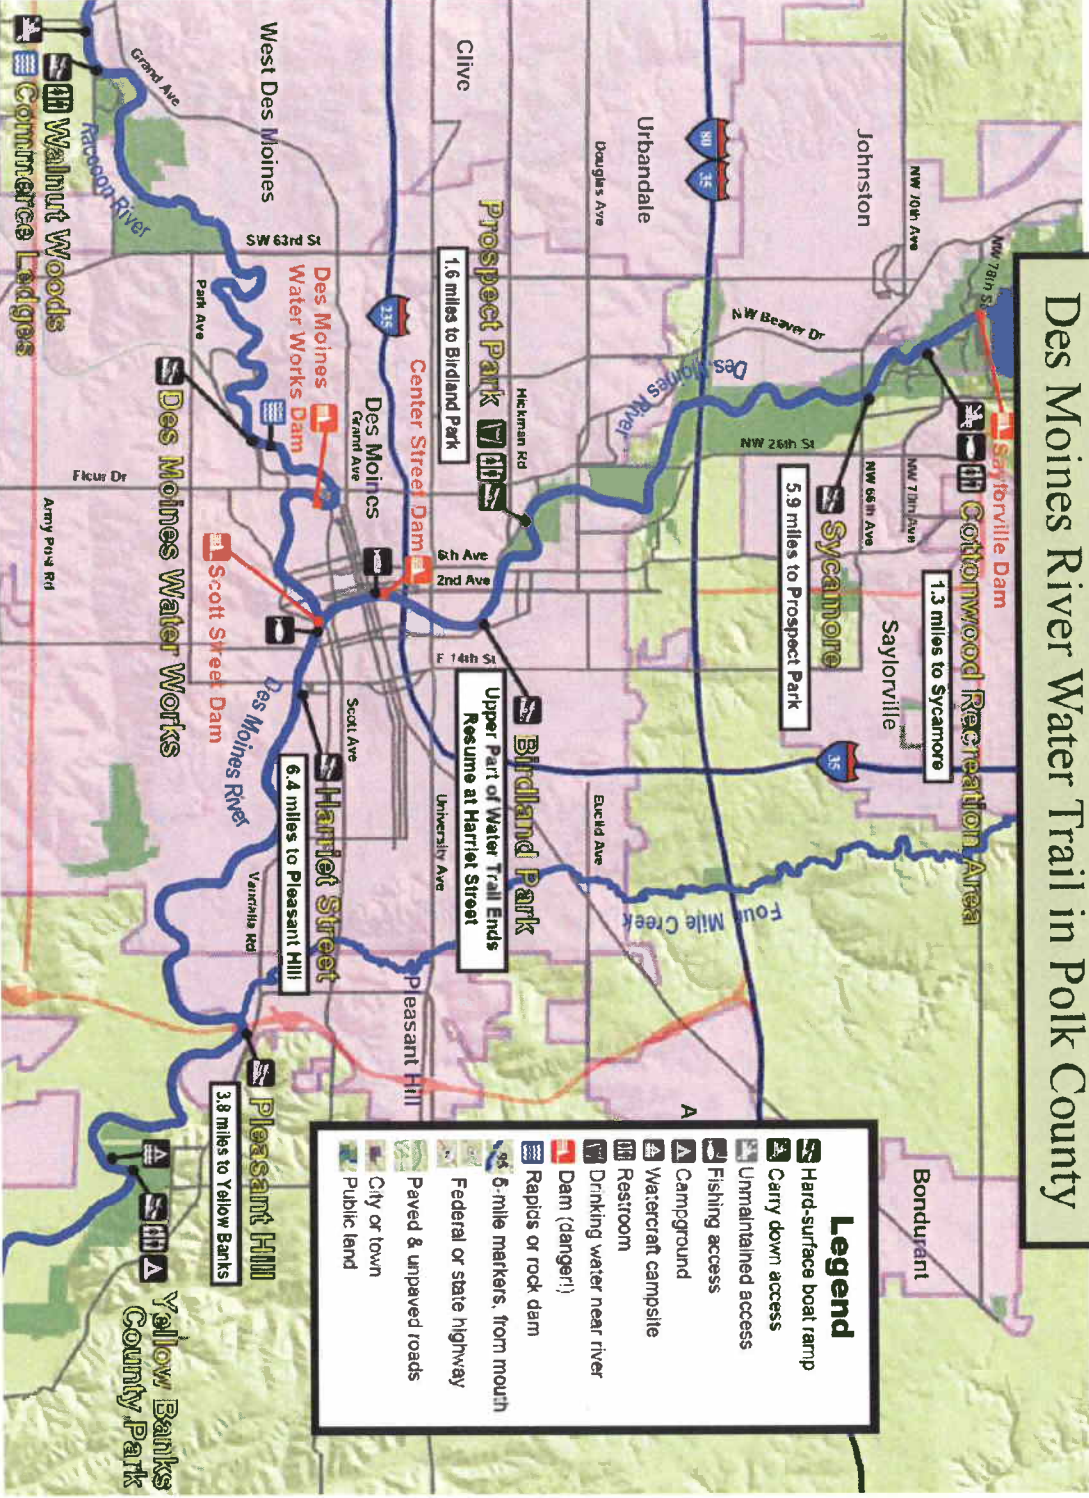 Des Moines River Water Trail in Polk County
NW 78th St
Saylorville Dam
Cottonwood Recreation Area
1.3 miles to Sycamore
NW 70th Ave
Johnston
NW 66th Ave
Sycamore
5.9 miles to Prospect Park
Saylorville
35
NW Beaver Dr
NW 26th St
80
35
Urbandale
Des Moines River
Douglas Ave
Euclid Ave
Four Mile Creek
Bondurant
A
Clive
Prospect Park
1.6 miles to Birdland Park
Hickman Rd
Birdland Park
Upper Part of Water Trail Ends
Resume at Harriet Street
6th Ave
2nd Ave
E 14th St
University Ave
Center Street Dam
235
Des Moines
Grand Ave
West Des Moines
Grand Ave
SW 63rd St
Des Moines
Water Works Dam
Scott Ave
Harriet Street
6.4 miles to Pleasant Hill
Pleasant Hill
Scott Street Dam
Des Moines River
Vandalia Rd
Park Ave
Raccoon River
Des Moines Water Works
Fleur Dr
Army Post Rd
Walnut Woods
Commerce Ledges
Pleasant Hill
3.8 miles to Yellow Banks
Yellow Banks
County Park
Legend
Hard-surface boat ramp
Carry down access
Unmaintained access
Fishing access
Campground
Watercraft campsite
Restroom
Drinking water near river
Dam (danger!)
Rapids or rock dam
95 5-mile markers, from mouth
Federal or state highway
Paved & unpaved roads
City or town
Public land